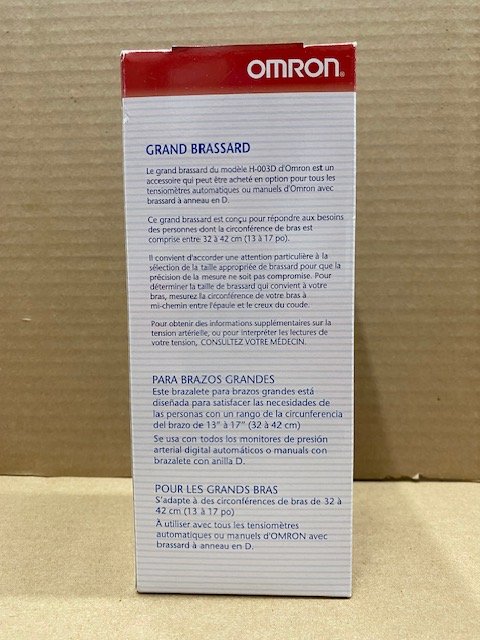 OMRON®
GRAND BRASSARD
Le grand brassard du modèle H-003D d'Omron est un
accessoire qui peut être acheté en option pour tous les
tensiomètres automatiques ou manuels d'Omron avec
brassard à anneau en D.
Ce grand brassard est conçu pour répondre aux besoins
des personnes dont la circonférence de bras est
comprise entre 32 à 42 cm (13 à 17 po).
Il convient d'accorder une attention particulière à la
sélection de la taille appropriée de brassard pour que la
précision de la mesure ne soit pas compromise. Pour
déterminer la taille de brassard qui convient à votre
bras, mesurez la circonférence de votre bras à
mi-chemin entre l'épaule et le creux du coude.
Pour obtenir des informations supplémentaires sur la
tension artérielle, ou pour interpréter les lectures de
votre tension, CONSULTEZ VOTRE MÉDECIN.
PARA BRAZOS GRANDES
Este brazalete para brazos grandes está
diseñada para satisfacer las necesidades de
las personas con un rango de la circunferencia
del brazo de 13" à 17" (32 à 42 cm)
Se usa con todos los monitores de presión
arterial digital automáticos o manuals con
brazalete con anilla D.
POUR LES GRANDS BRAS
S'adapte à des circonférences de bras de 32 à
42 cm (13 à 17 po)
À utiliser avec tous les tensiomètres
automatiques ou manuels d'OMRON avec
brassard à anneau en D.